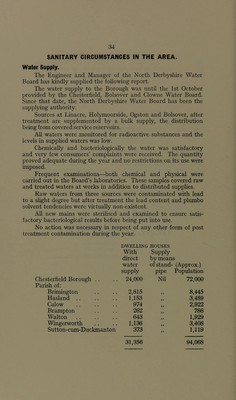 34
SANITARY CIRCUMSTANCES IN THE AREA.
Water Supply.
The Engineer and Manager of the North Derbyshire Water
Board has kindly supplied the following report.
The water supply to the Borough was until the 1st October
provided by the Chesterfield, Bolsover and Clowne Water Board.
Since that date, the North Derbyshire Water Board has been the
supplying authority.
Sources at Linacre, Holymoorside, Ogston and Bolsover, after
treatment are supplemented by a bulk supply, the distribution
being from covered service reservoirs.
All waters were monitored for radioactive substances and the
levels in supplied waters was low.
Chemically and bacteriologically the water was satisfactory
and very few consumers' complaints were received. The quantity
proved adequate during the year and no restrictions on its use were
imposed.
Frequent examinations—both chemical and physical were
carried out in the Board's laboratories. These samples covered raw
and treated waters at works in addition to distributed supplies.
Raw waters from three sources were contaminated with lead
to a slight degree but after treatment the lead content and plumbo
solvent tendencies were virtually non-existent.
All new mains were sterilised and examined to ensure satis-
factory bacteriological results before being put into use.
No action was necessary in respect of any other form of post
treatment contamination during the year.
DWELLING HOUSES
With Supply
direct by means
water of stand- (Approx.)
supply pipe Population
Chesterfield Borough .. .. 24,000 Nil 72,000
Parish of:
Brimington .. .. 2,815 ,, 8,445
Hasland .. .. 1,153 ,, 3,459
Calow .. .. 974 ,, 2,922
Brampton .. .. 262 ,, 786
Walton .. .. 643 ,, 1,929
Wingerworth .. .. 1,136 ,, 3,408
Sutton-cum-Duckmanton 373 ,, 1,119
31,356 94,068